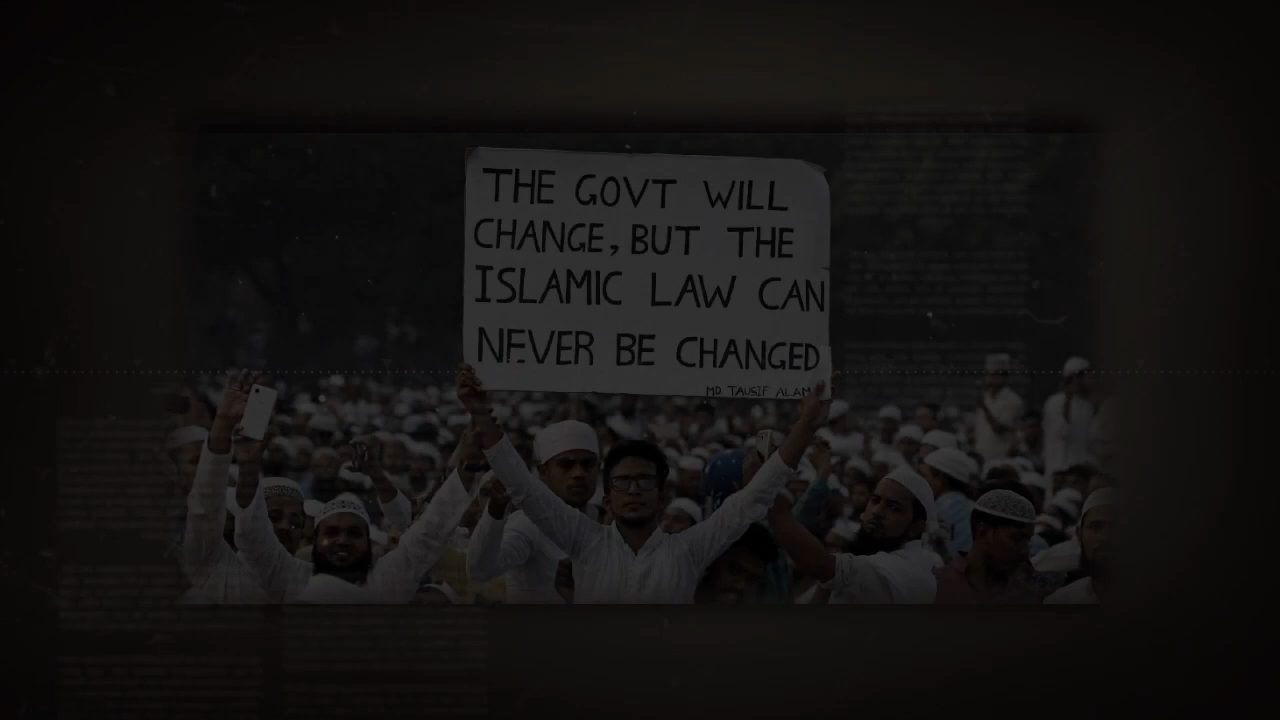 THE GOVT WILL
CHANGE, BUT THE
ISLAMIC LAW CAN
NEVER BE CHANGED
MD TAUSIF ALAM